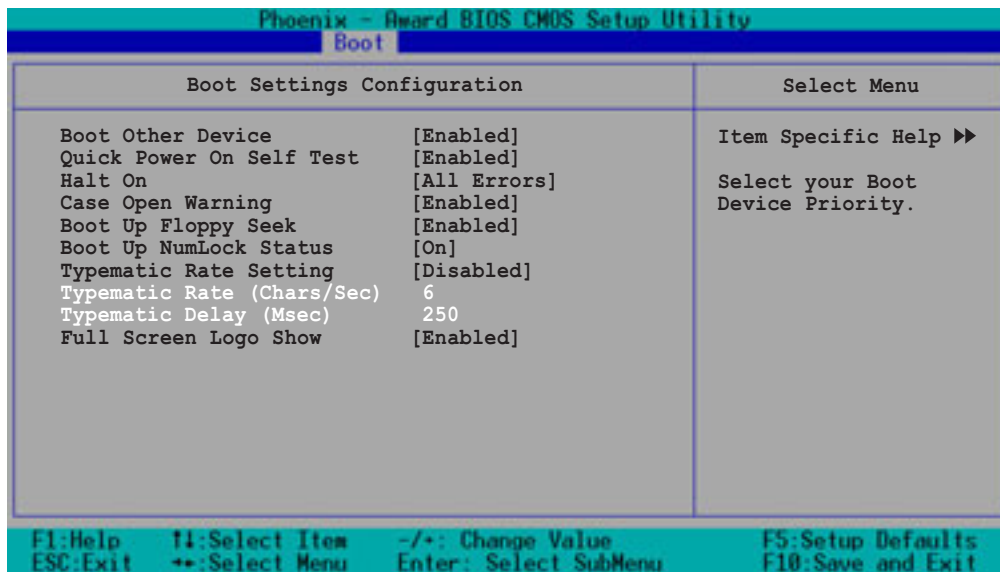 Phoenix - Award BIOS CMOS Setup Utility
Boot
Boot Settings Configuration
Select Menu
Boot Other Device [Enabled]
Quick Power On Self Test [Enabled]
Halt On [All Errors]
Case Open Warning [Enabled]
Boot Up Floppy Seek [Enabled]
Boot Up NumLock Status [On]
Typematic Rate Setting [Disabled]
Typematic Rate (Chars/Sec) 6
Typematic Delay (Msec) 250
Full Screen Logo Show [Enabled]
Item Specific Help ▶▶
Select your Boot
Device Priority.
F1:Help ↑↓:Select Item -/+: Change Value F5:Setup Defaults
ESC:Exit →←:Select Menu Enter: Select SubMenu F10:Save and Exit